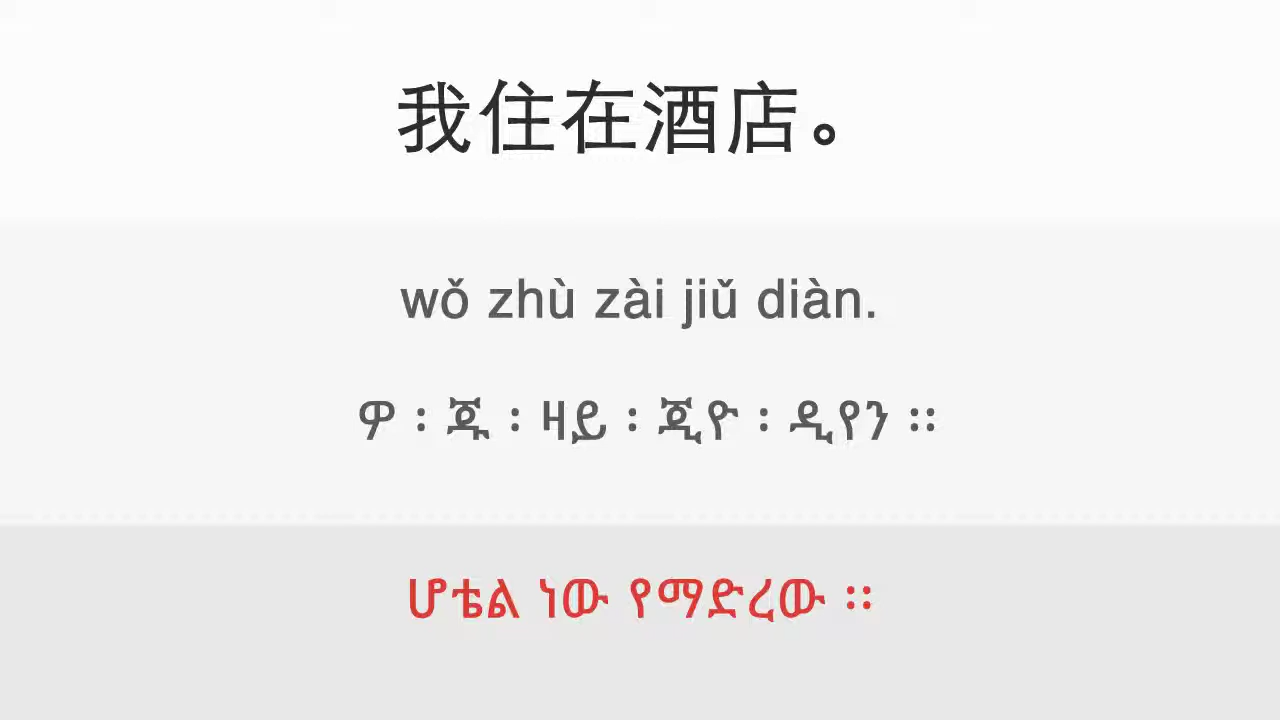 我住在酒店。
wǒ zhù zài jiǔ diàn.
ዎ ፡ ጁ ፡ ዛይ ፡ ጂዮ ፡ ዲየን ፡፡
ሆቴል ነው የማድረው ፡፡